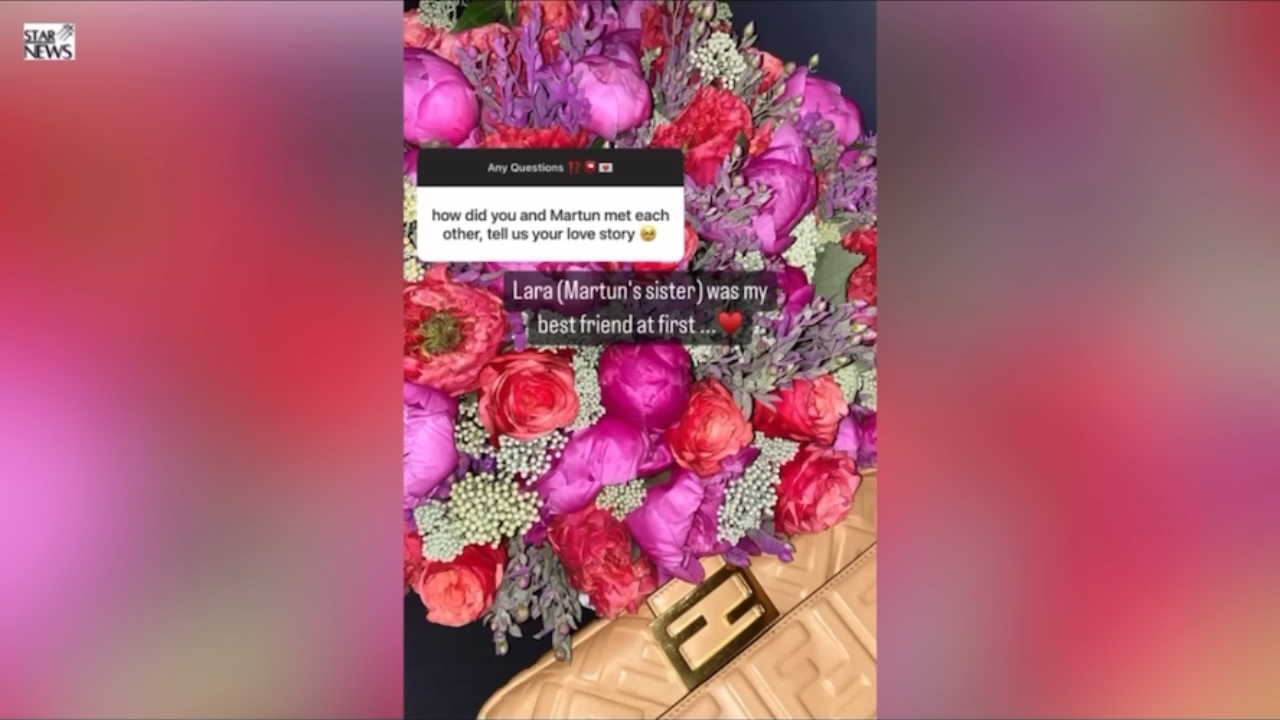 STAR
NEWS
Any Questions ⁉️📮💌
how did you and Martun met each
other, tell us your love story 🥹
Lara (Martun's sister) was my
best friend at first ... ♥️